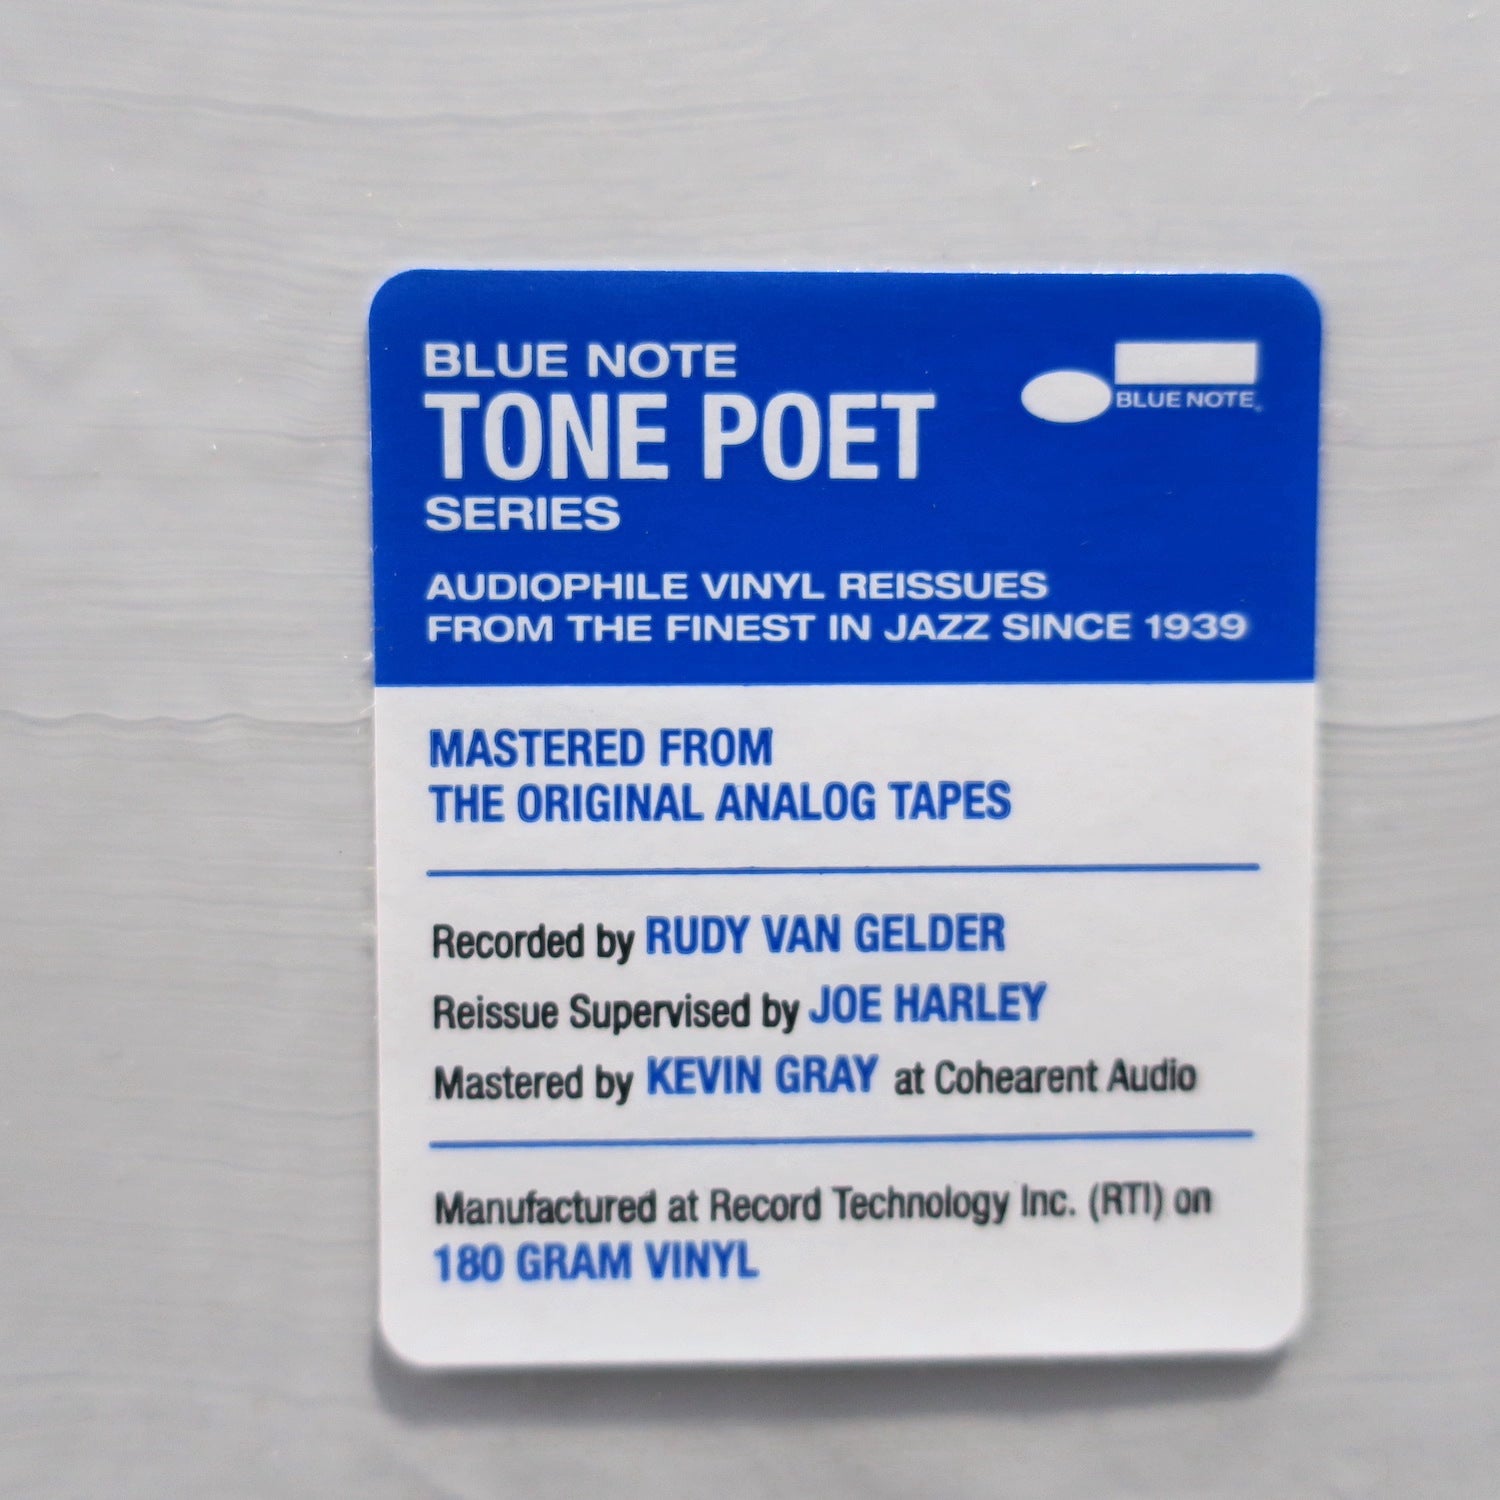 BLUE NOTE
TONE POET
SERIES
BLUE NOTE
AUDIOPHILE VINYL REISSUES
FROM THE FINEST IN JAZZ SINCE 1939
MASTERED FROM
THE ORIGINAL ANALOG TAPES
Recorded by RUDY VAN GELDER
Reissue Supervised by JOE HARLEY
Mastered by KEVIN GRAY at Cohearent Audio
Manufactured at Record Technology Inc. (RTI) on
180 GRAM VINYL